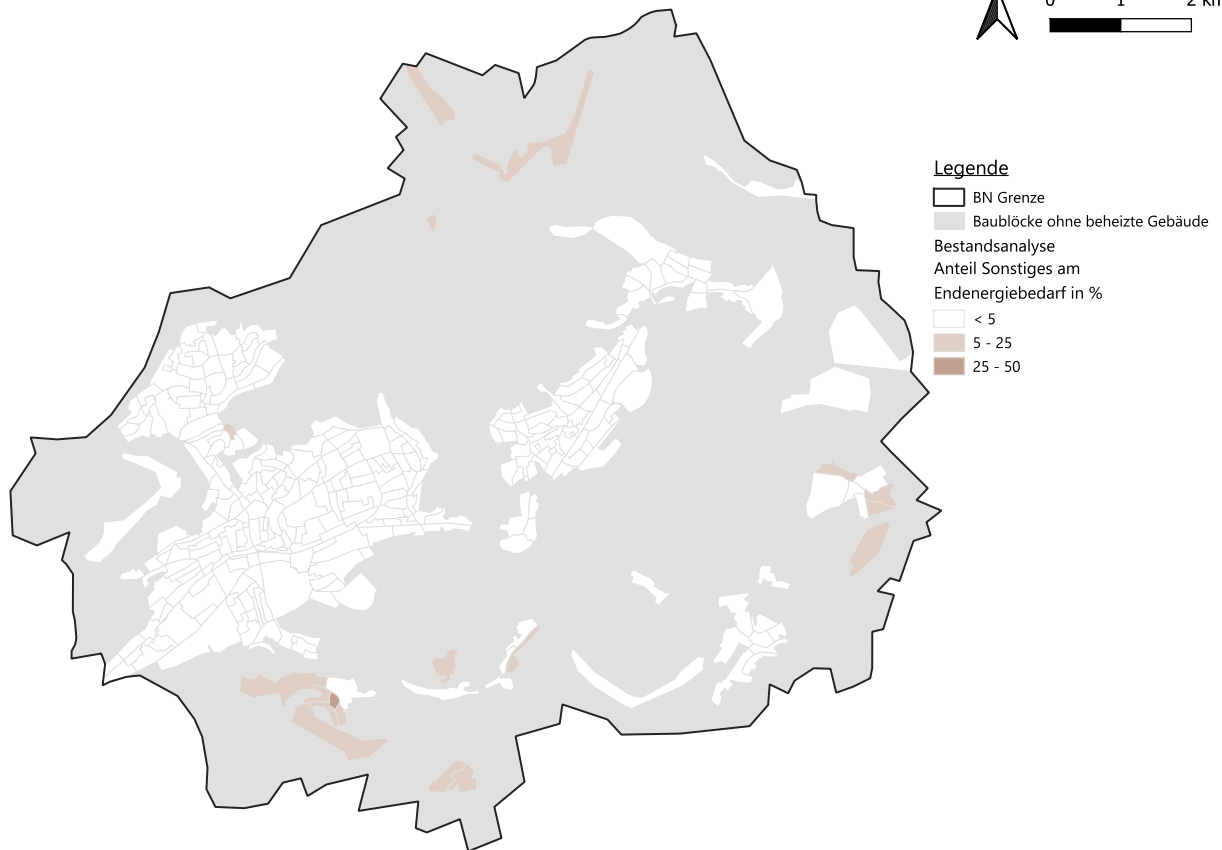 0 1 2 km
Legende
BN Grenze
Baublöcke ohne beheizte Gebäude
Bestandsanalyse
Anteil Sonstiges am
Endenergiebedarf in %
< 5
5 - 25
25 - 50